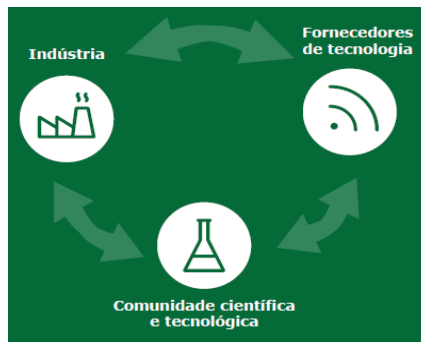 Indústria
Fornecedores
de tecnologia
Comunidade científica
e tecnológica